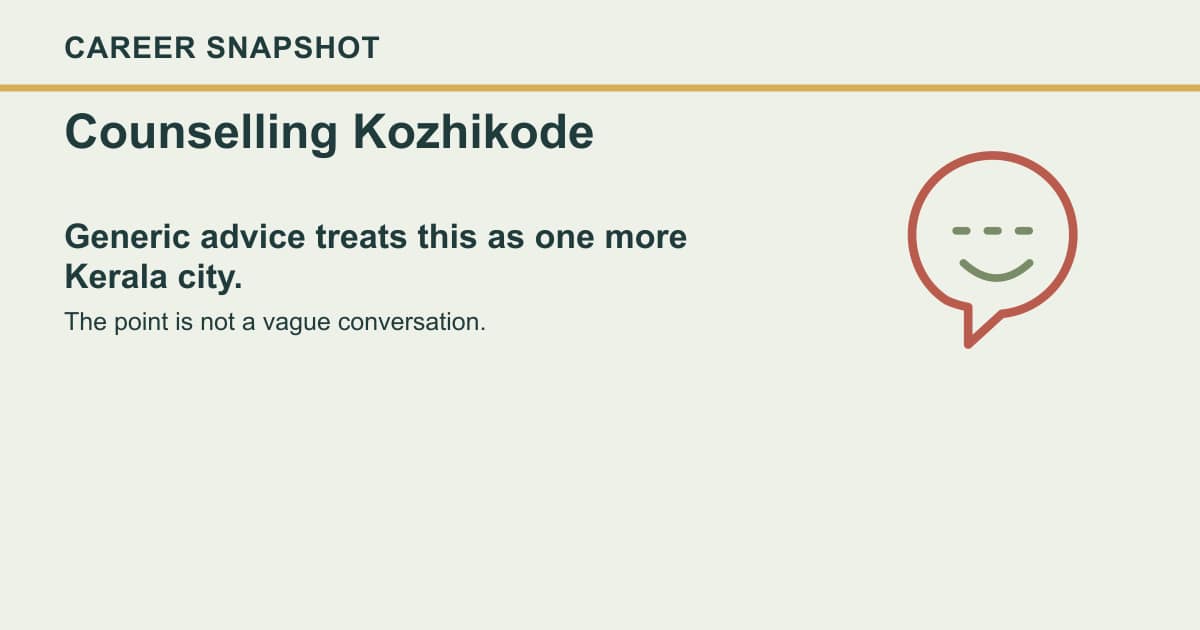 CAREER SNAPSHOT
Counselling Kozhikode
Generic advice treats this as one more
Kerala city.
The point is not a vague conversation.